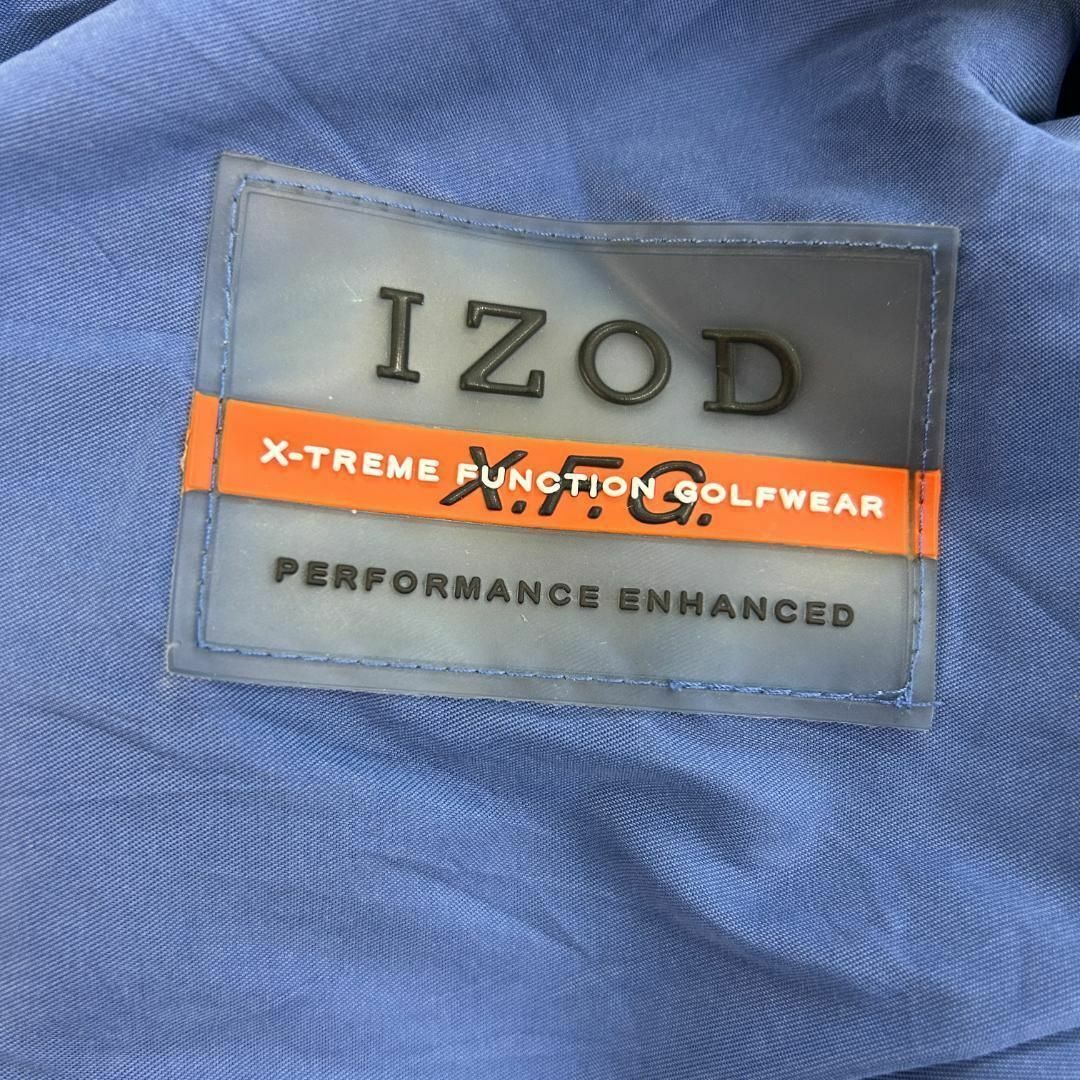 IZOD
X-TREME FUNCTION GOLFWEAR
X.F.G.
PERFORMANCE ENHANCED